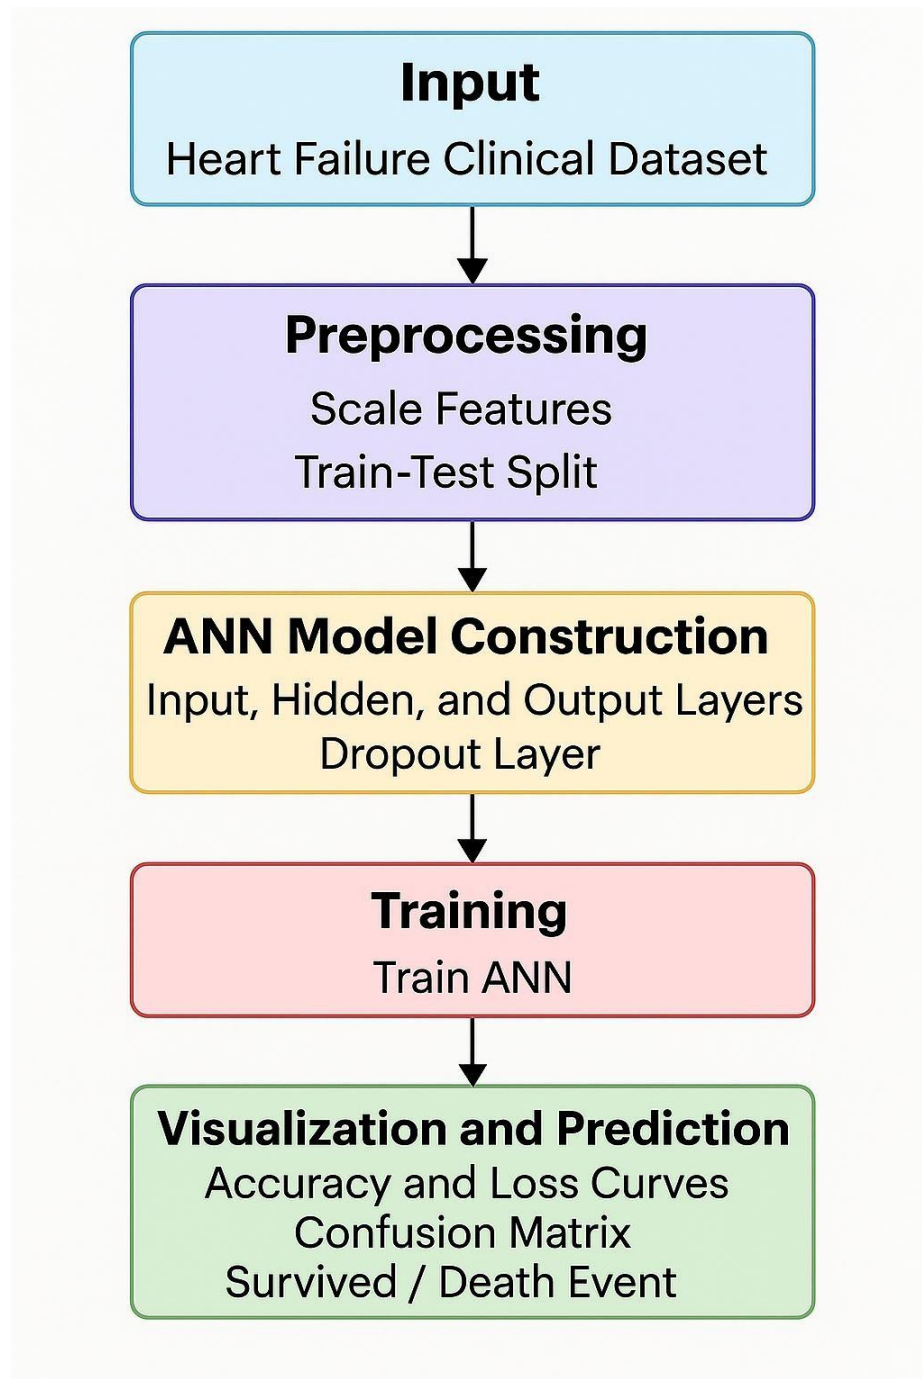 Input
Heart Failure Clinical Dataset
Preprocessing
Scale Features
Train-Test Split
ANN Model Construction
Input, Hidden, and Output Layers
Dropout Layer
Training
Train ANN
Visualization and Prediction
Accuracy and Loss Curves
Confusion Matrix
Survived / Death Event